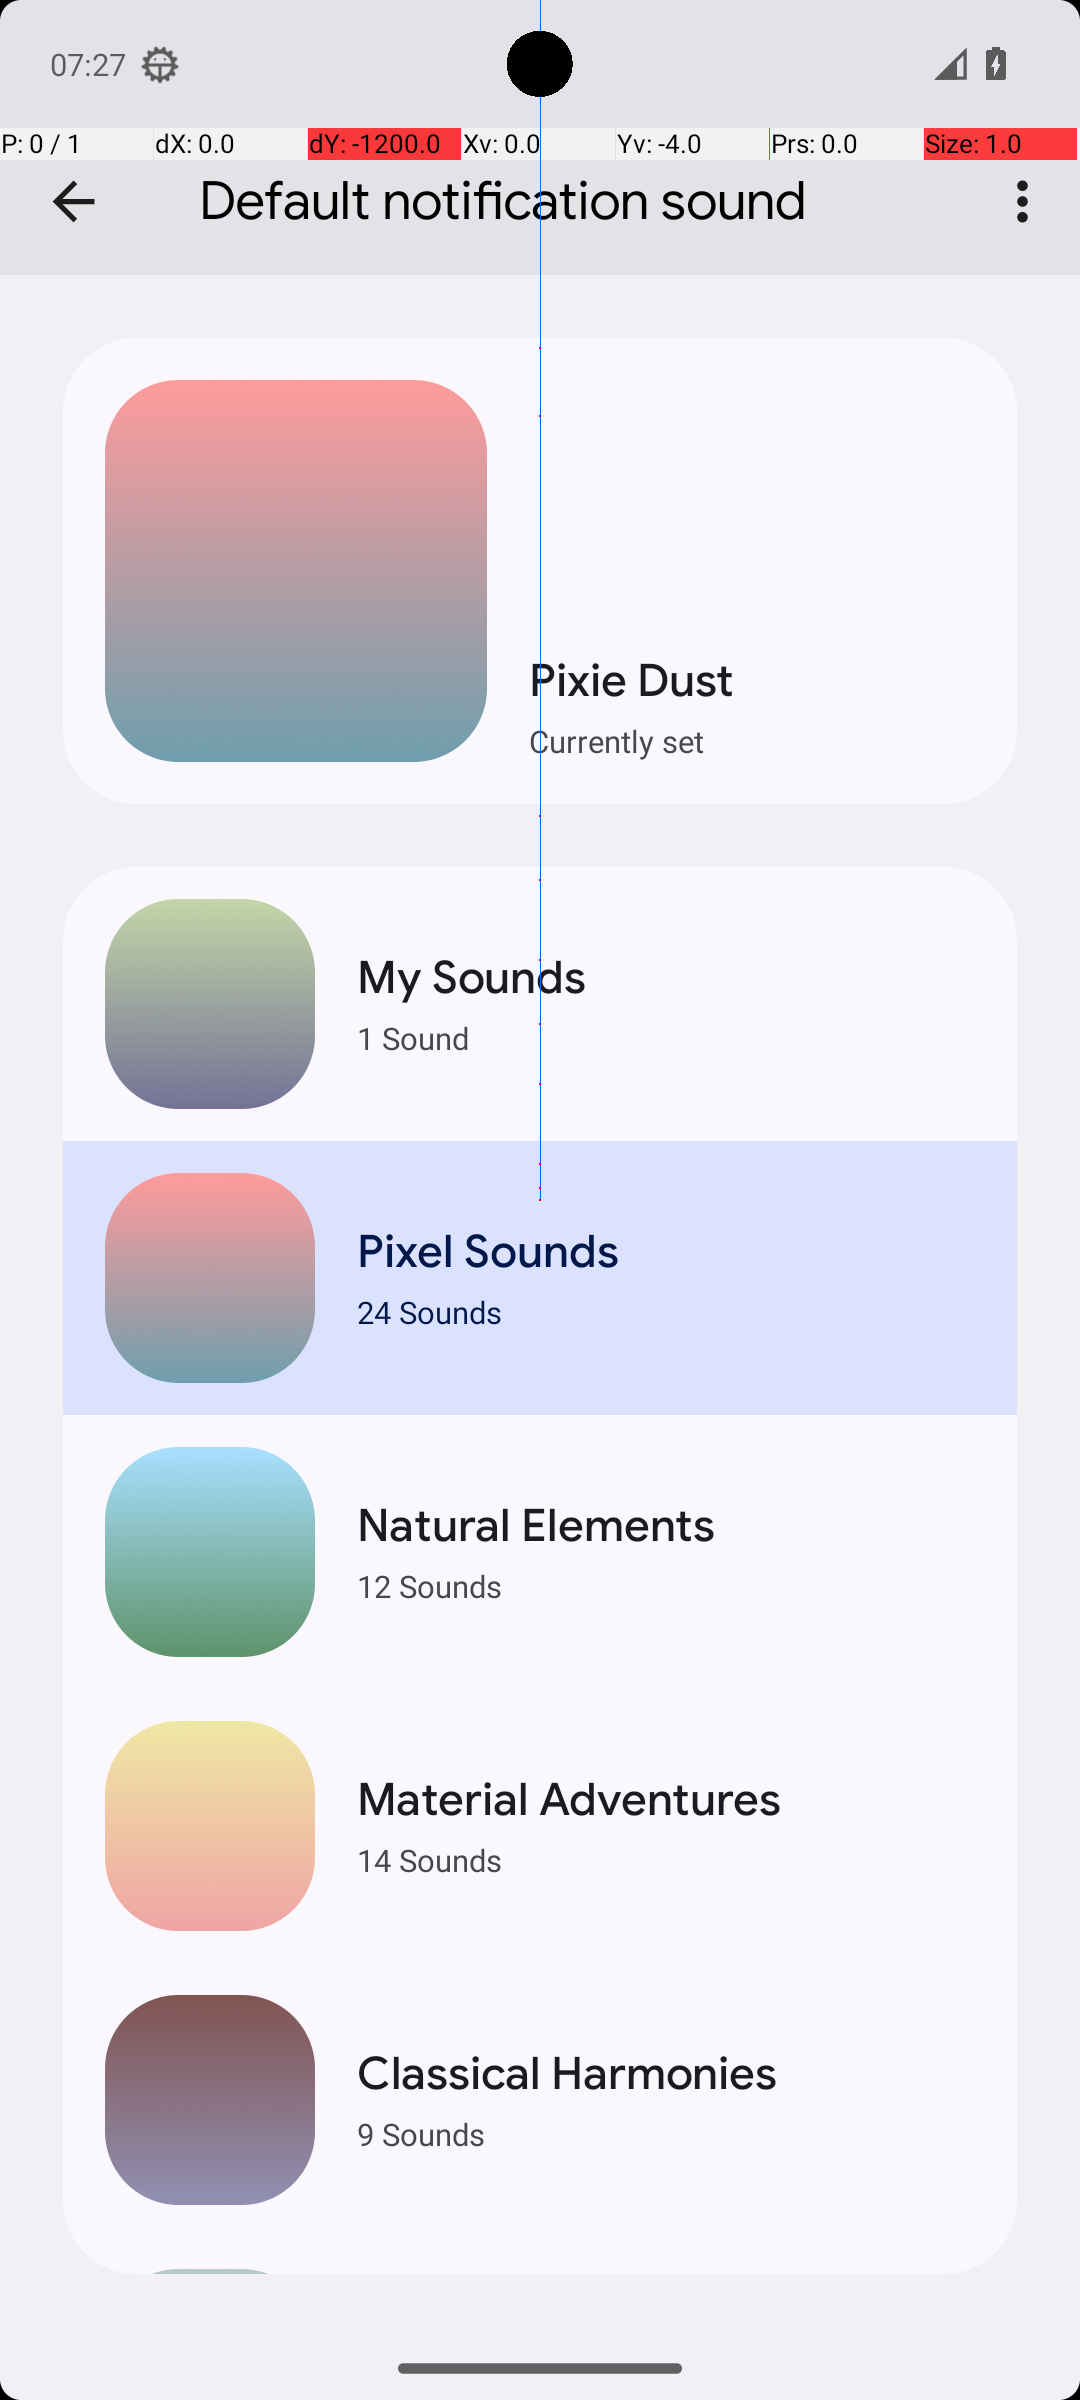 07:27
P: 0 / 1 dX: 0.0 dY: -1200.0 Xv: 0.0 Yv: -4.0 Prs: 0.0 Size: 1.0
Default notification sound
Pixie Dust
Currently set
My Sounds
1 Sound
Pixel Sounds
24 Sounds
Natural Elements
12 Sounds
Material Adventures
14 Sounds
Classical Harmonies
9 Sounds